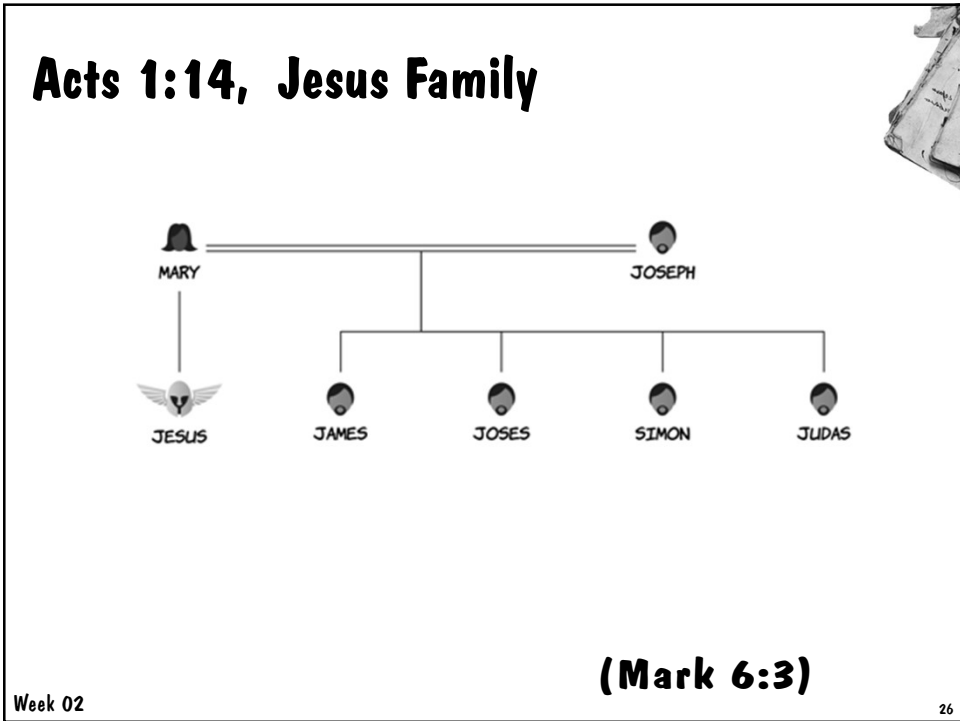 Acts 1:14, Jesus Family
MARY JOSEPH
JESUS JAMES JOSES SIMON JUDAS
(Mark 6:3)
Week 02 26